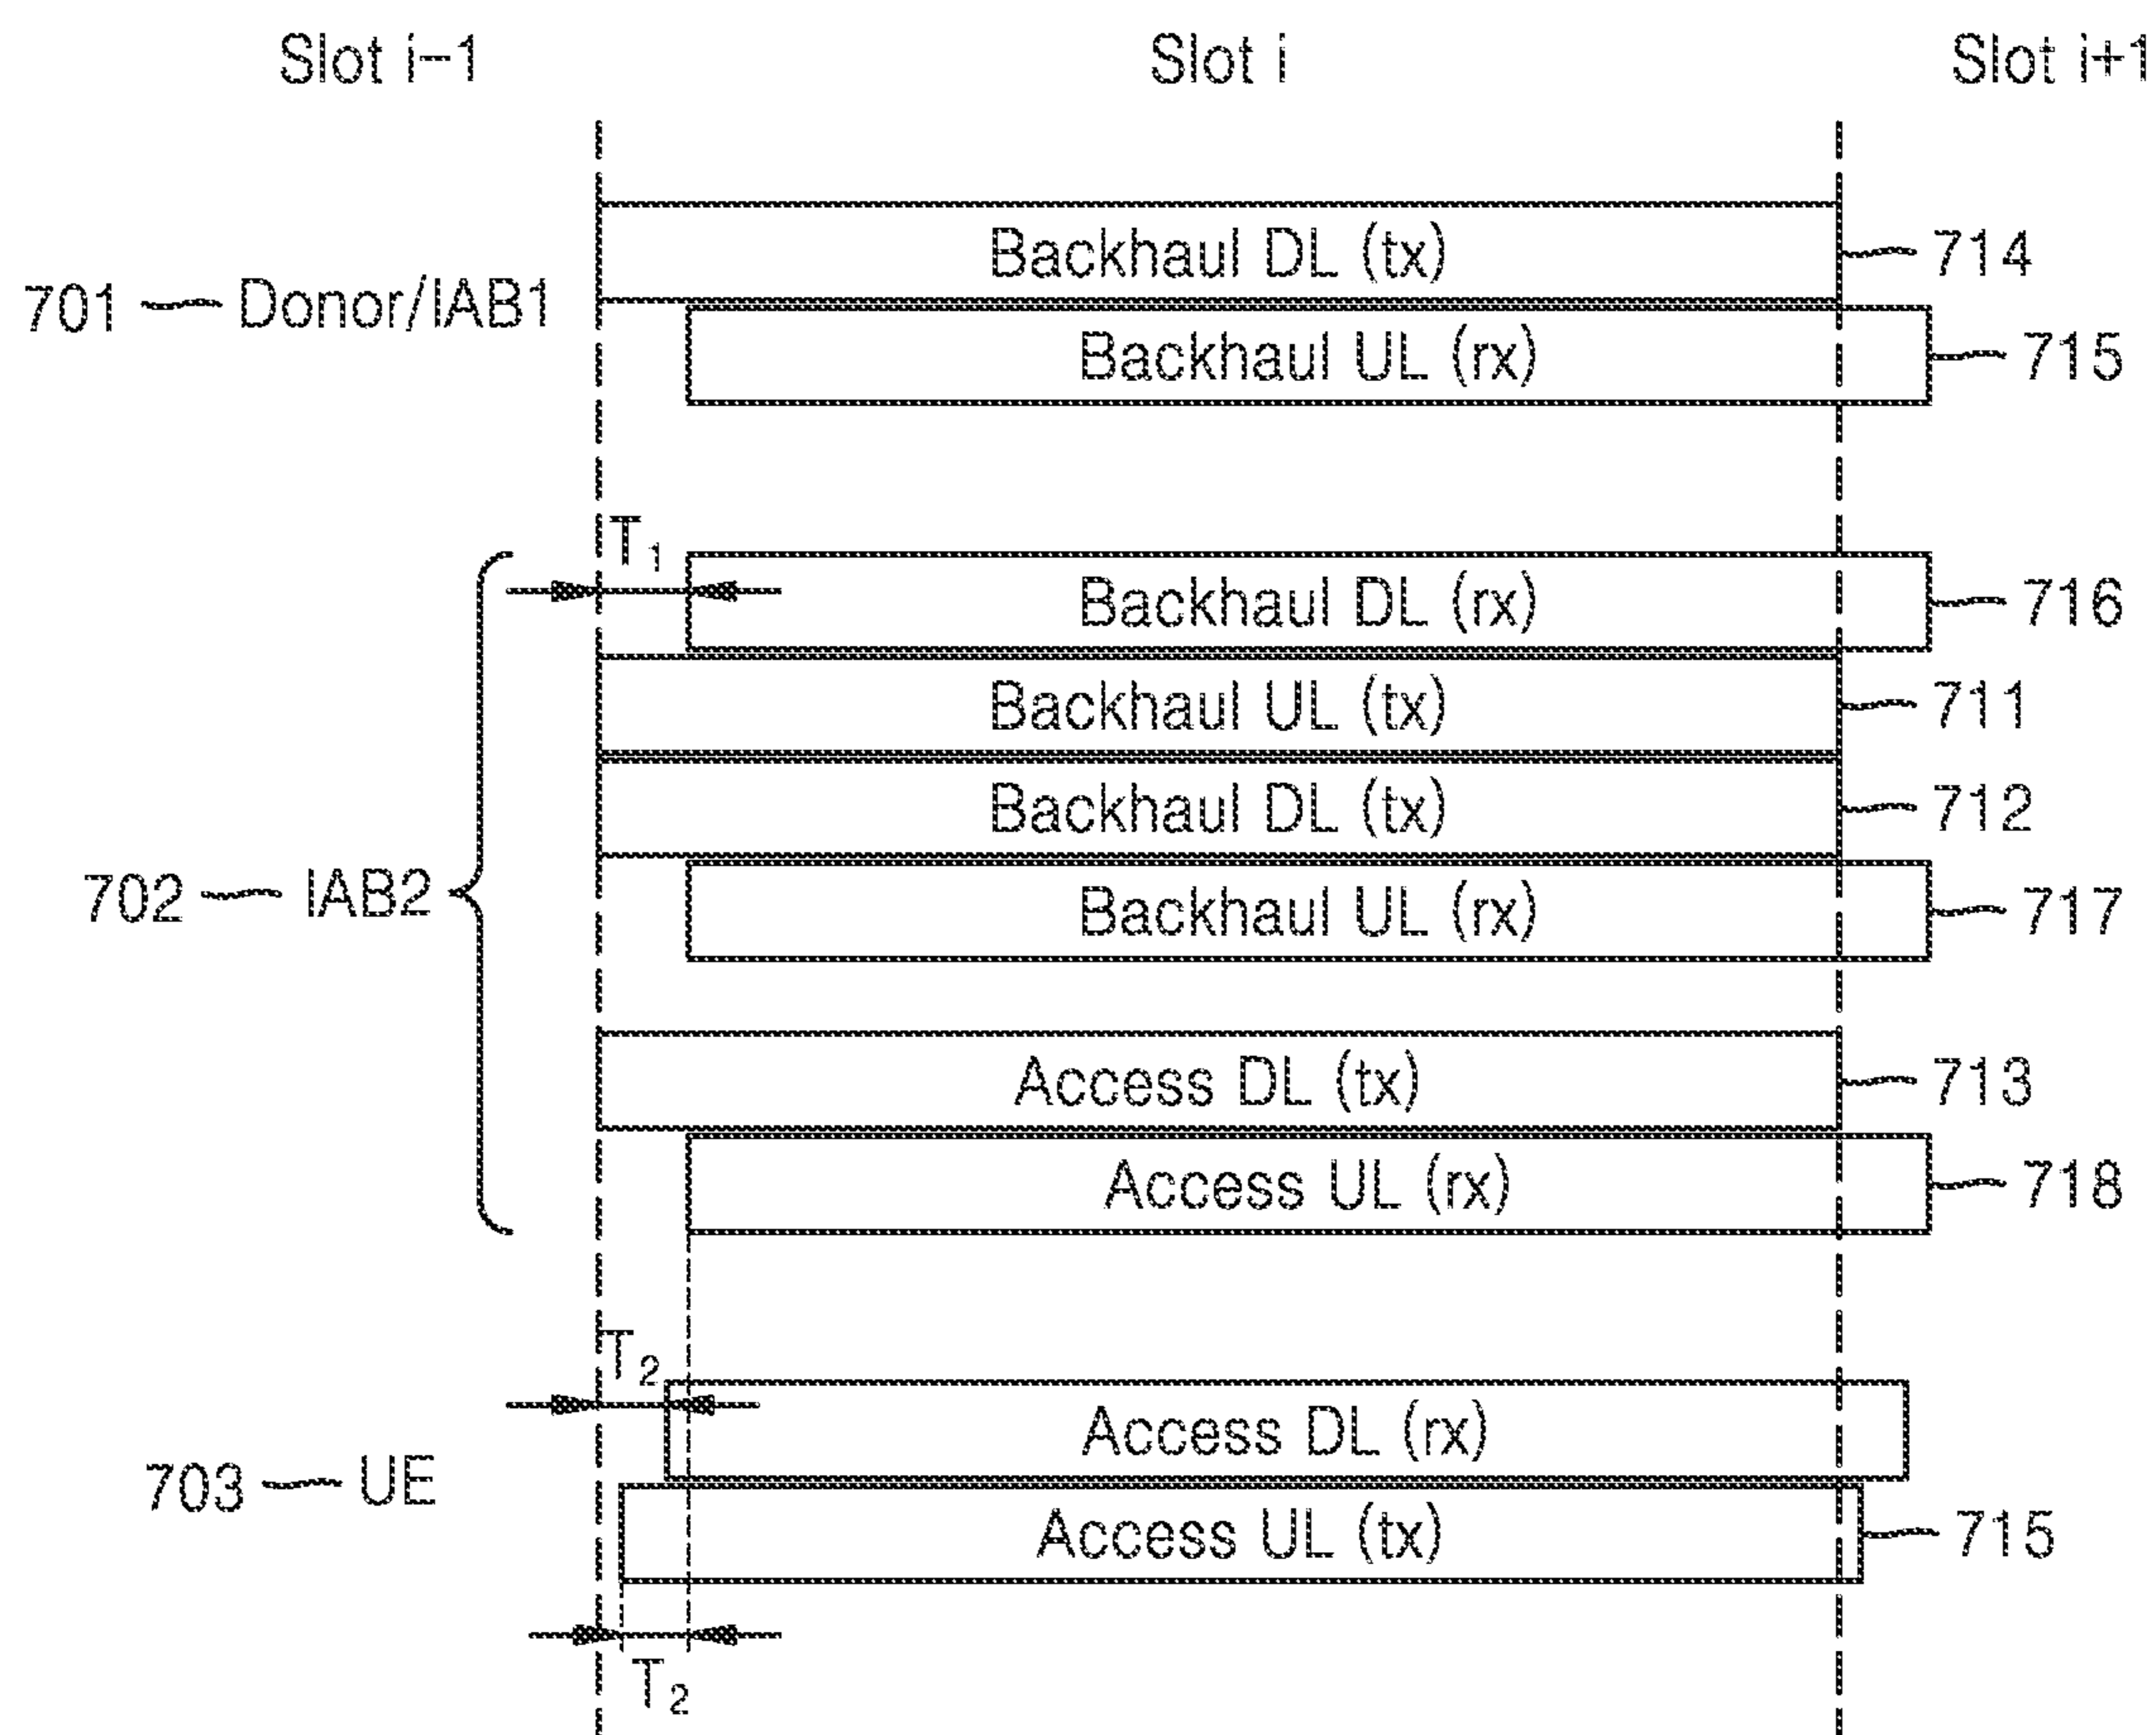 Slot i-1
Slot i
Slot i+1
Backhaul DL (tx)
714
701
Donor/IAB1
Backhaul UL (rx)
715
T1
Backhaul DL (rx)
716
Backhaul UL (tx)
711
Backhaul DL (tx)
712
702
IAB2
Backhaul UL (rx)
717
Access DL (tx)
713
Access UL (rx)
718
T2
Access DL (rx)
703
UE
Access UL (tx)
715
T2